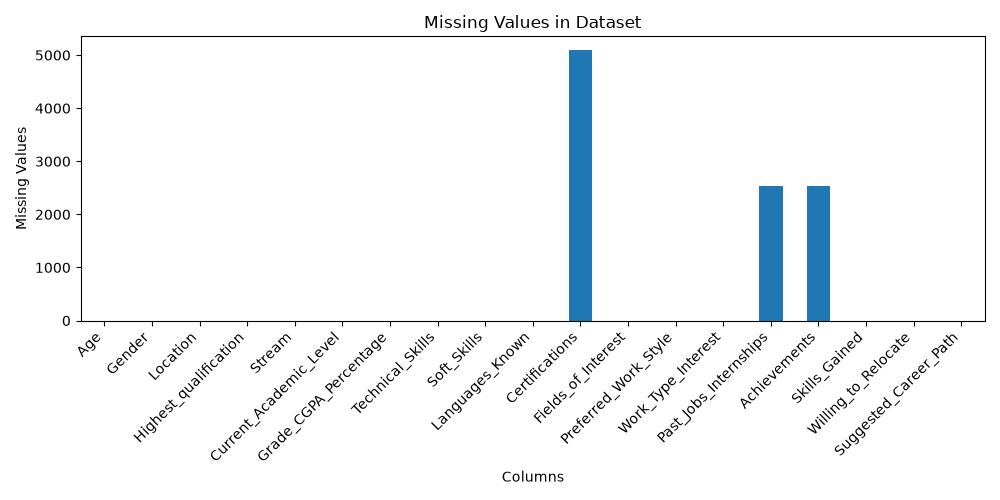 Missing Values in Dataset
Missing Values
5000
4000
3000
2000
1000
0
Age
Gender
Location
Highest_quallfication
Stream
Current_Academic_Level
Grade_CGPA_Percentage
Technical_Skills
Soft_Skills
Languages_Known
Certifications
Fields_of_Interest
Preferred_Work_Style
Work_Type_Interest
Past_Jobs_Internships
Achievements
Skills_Gained
Willing_to_Relocate
Suggested_Career_Path
Columns